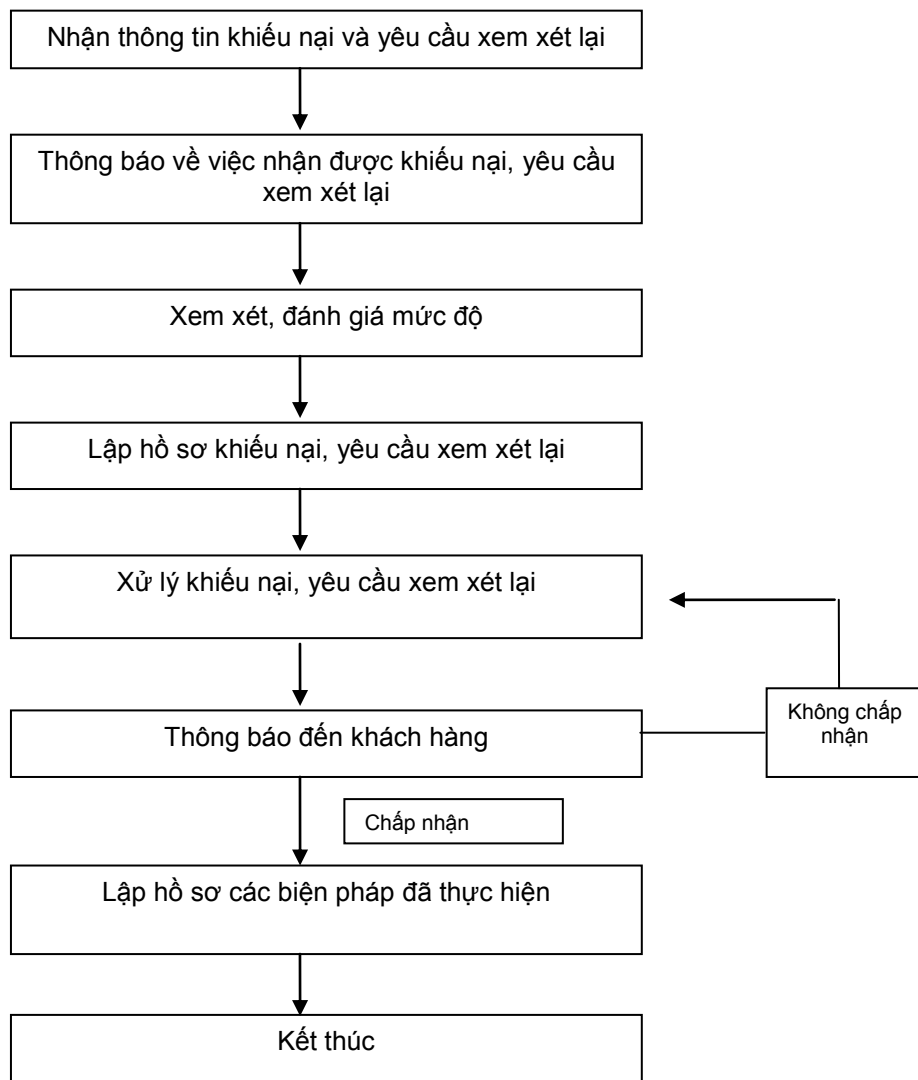 Nhận thông tin khiếu nại và yêu cầu xem xét lại
Thông báo về việc nhận được khiếu nại, yêu cầu
xem xét lại
Xem xét, đánh giá mức độ
Lập hồ sơ khiếu nại, yêu cầu xem xét lại
Xử lý khiếu nại, yêu cầu xem xét lại
Thông báo đến khách hàng
Không chấp
nhận
Chấp nhận
Lập hồ sơ các biện pháp đã thực hiện
Kết thúc